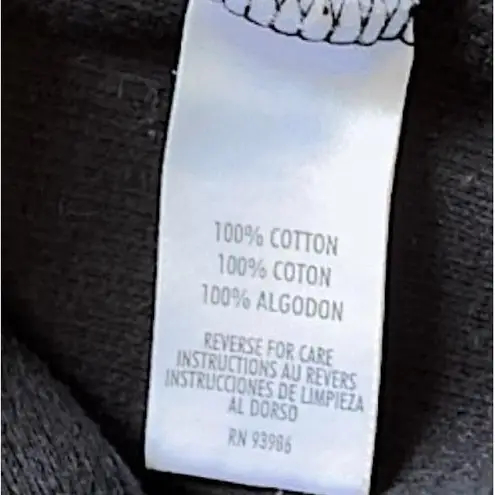 100% COTTON
100% COTON
100% ALGODON
REVERSE FOR CARE
INSTRUCTIONS AU REVERS
INSTRUCCIONES DE LIMPIEZA
AL DORSO
RN 93986